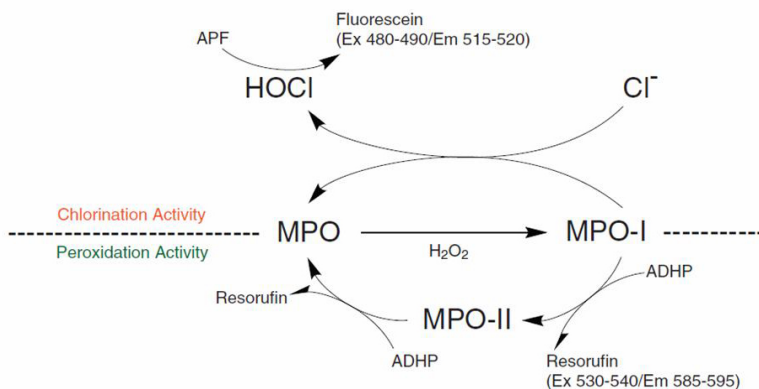 Fluorescein
(Ex 480-490/Em 515-520)
APF
HOCl
Cl⁻
Chlorination Activity
MPO
MPO-I
Peroxidation Activity
H₂O₂
ADHP
Resorufin
MPO-II
ADHP
Resorufin
(Ex 530-540/Em 585-595)